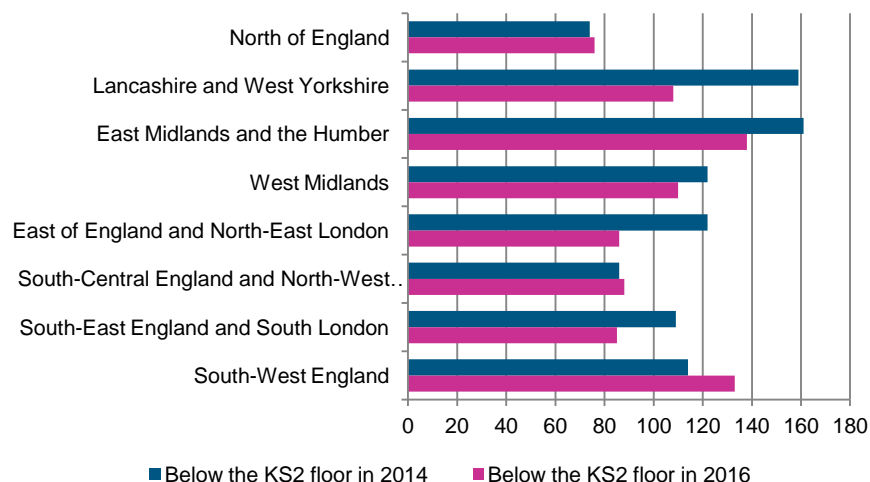 North of England
Lancashire and West Yorkshire
East Midlands and the Humber
West Midlands
East of England and North-East London
South-Central England and North-West..
South-East England and South London
South-West England
0 20 40 60 80 100 120 140 160 180
Below the KS2 floor in 2014 Below the KS2 floor in 2016